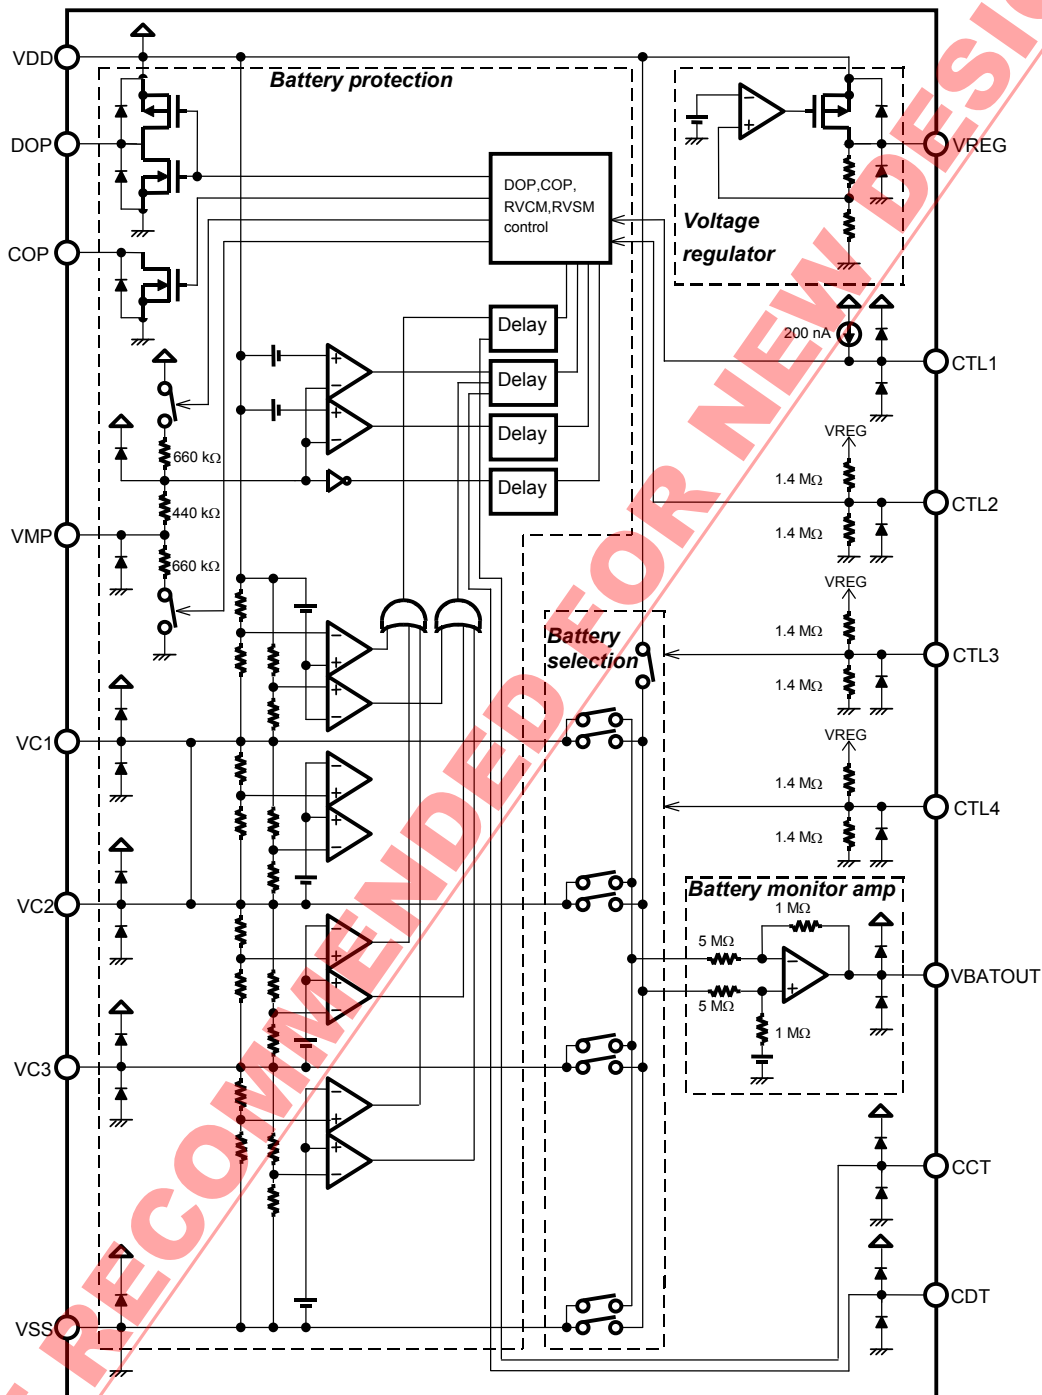 VDD
Battery protection
DOP
VREG
DOP,COP,
RVCM,RVSM
control
Voltage
regulator
COP
Delay
200 nA
CTL1
Delay
Delay
VREG
660 kΩ
1.4 MΩ
Delay
CTL2
440 kΩ
1.4 MΩ
VMP
660 kΩ
VREG
1.4 MΩ
Battery
selection
CTL3
1.4 MΩ
VREG
VC1
1.4 MΩ
CTL4
1.4 MΩ
Battery monitor amp
VC2
1 MΩ
5 MΩ
VBATOUT
5 MΩ
1 MΩ
VC3
CCT
CDT
VSS
RECOMMENDED FOR NEW DESIG